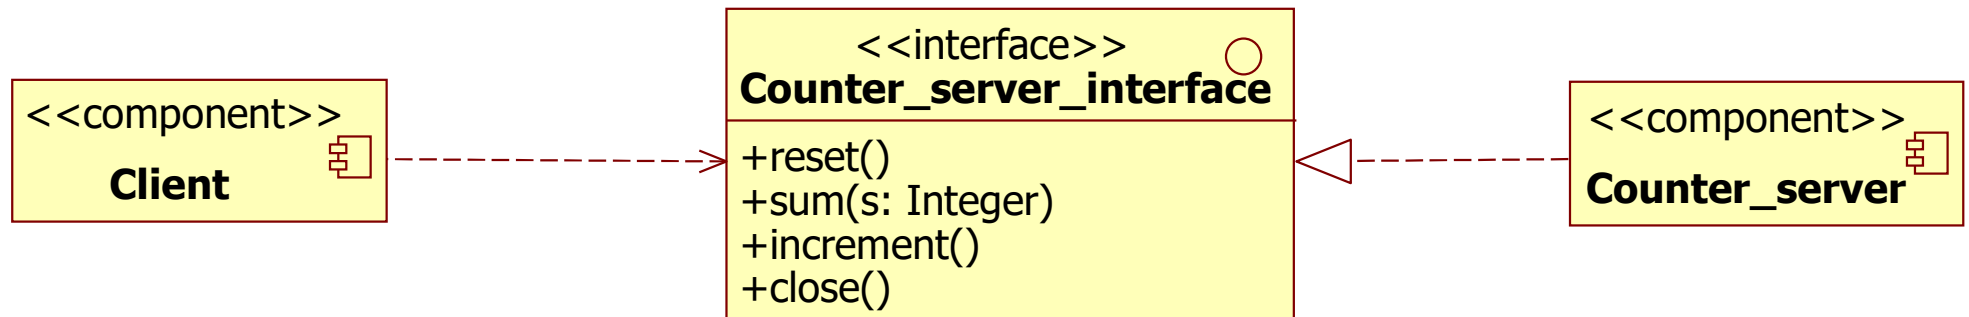 <<component>>
Client
<<interface>>
Counter_server_interface
+reset()
+sum(s: Integer)
+increment()
+close()
<<component>>
Counter_server